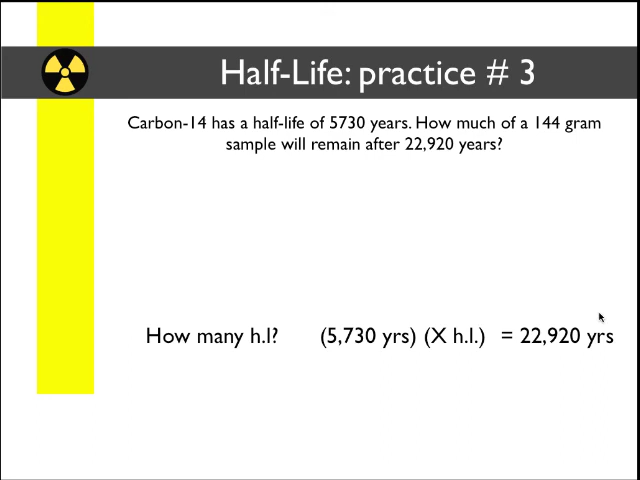 Half-Life: practice # 3
Carbon-14 has a half-life of 5730 years. How much of a 144 gram
sample will remain after 22,920 years?
How many h.l? (5,730 yrs) (X h.l.) = 22,920 yrs